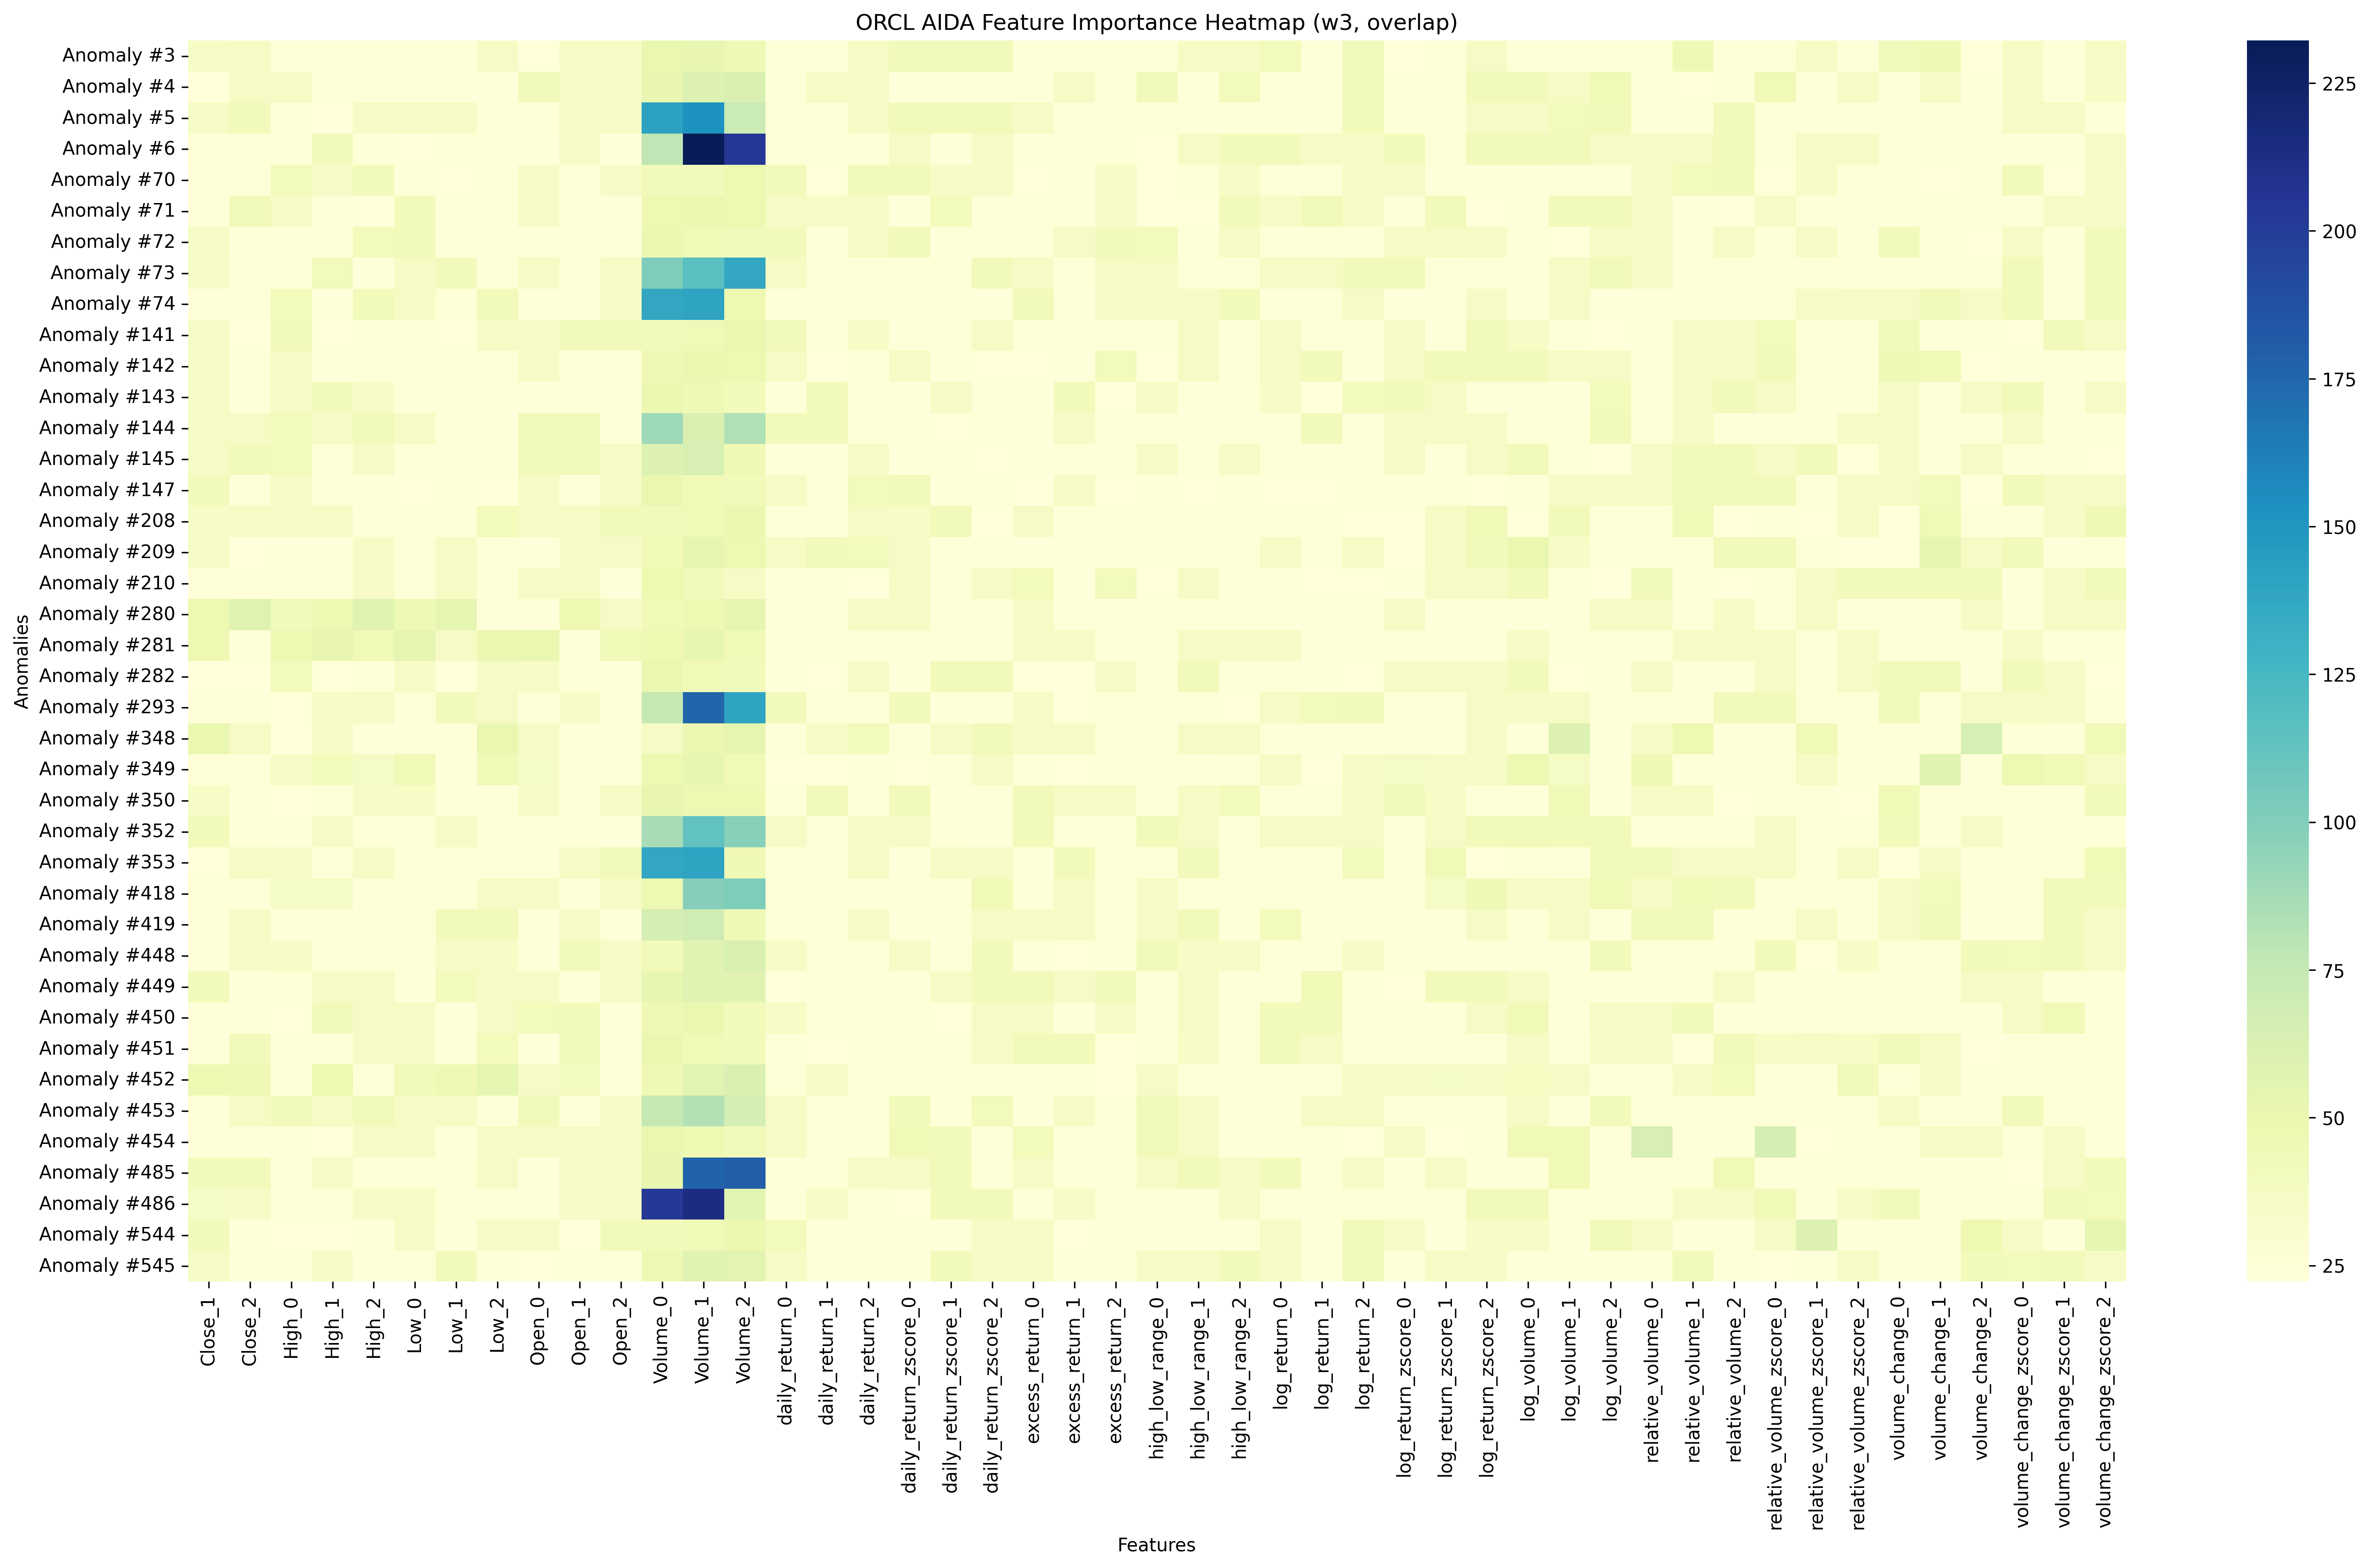 ORCL AIDA Feature Importance Heatmap (w3, overlap)
Anomalies
Anomaly #3
Anomaly #4
Anomaly #5
Anomaly #6
Anomaly #70
Anomaly #71
Anomaly #72
Anomaly #73
Anomaly #74
Anomaly #141
Anomaly #142
Anomaly #143
Anomaly #144
Anomaly #145
Anomaly #147
Anomaly #208
Anomaly #209
Anomaly #210
Anomaly #280
Anomaly #281
Anomaly #282
Anomaly #293
Anomaly #348
Anomaly #349
Anomaly #350
Anomaly #352
Anomaly #353
Anomaly #418
Anomaly #419
Anomaly #448
Anomaly #449
Anomaly #450
Anomaly #451
Anomaly #452
Anomaly #453
Anomaly #454
Anomaly #485
Anomaly #486
Anomaly #544
Anomaly #545
Close_1
Close_2
High_0
High_1
High_2
Low_0
Low_1
Low_2
Open_0
Open_1
Open_2
Volume_0
Volume_1
Volume_2
daily_return_0
daily_return_1
daily_return_2
daily_return_zscore_0
daily_return_zscore_1
daily_return_zscore_2
excess_return_0
excess_return_1
excess_return_2
high_low_range_0
high_low_range_1
high_low_range_2
log_return_0
log_return_1
log_return_2
log_return_zscore_0
log_return_zscore_1
log_return_zscore_2
log_volume_0
log_volume_1
log_volume_2
relative_volume_0
relative_volume_1
relative_volume_2
relative_volume_zscore_0
relative_volume_zscore_1
relative_volume_zscore_2
volume_change_0
volume_change_1
volume_change_2
volume_change_zscore_0
volume_change_zscore_1
volume_change_zscore_2
Features
225
200
175
150
125
100
75
50
25